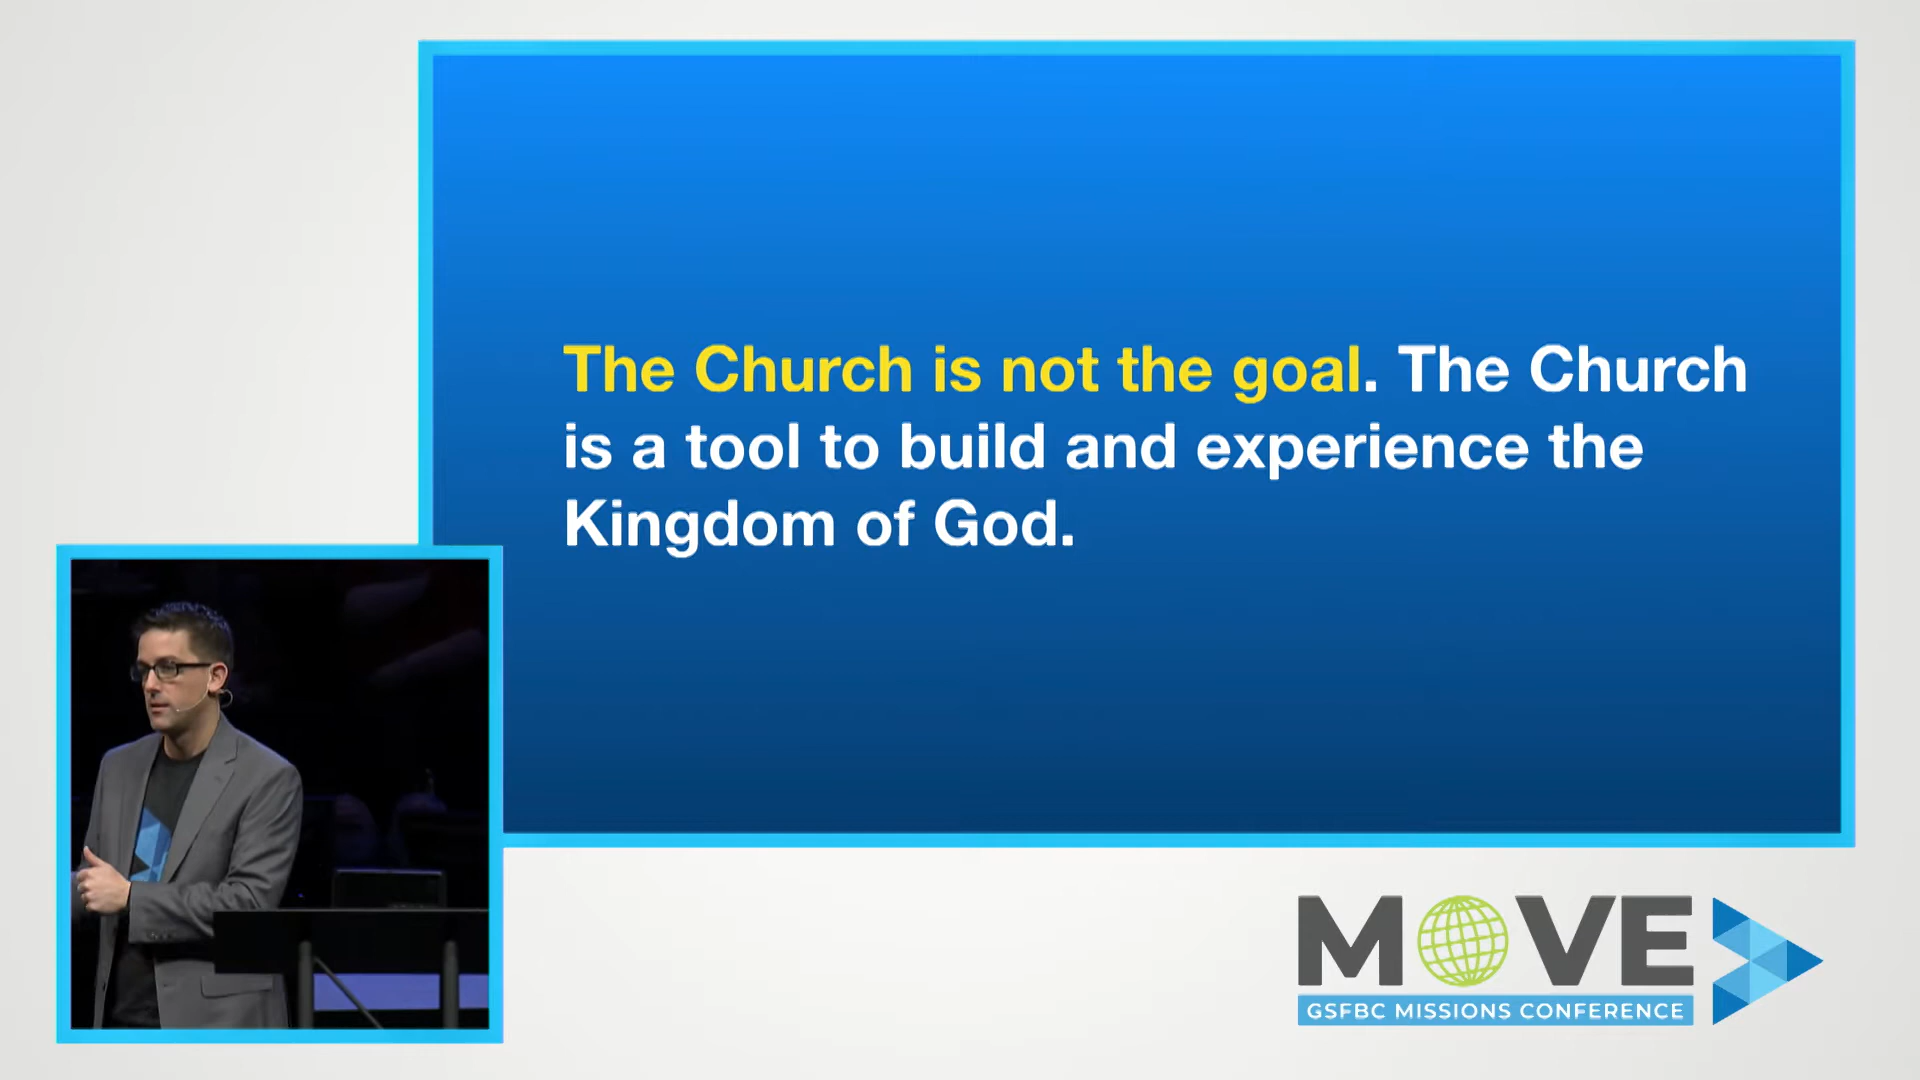 The Church is not the goal. The Church
is a tool to build and experience the
Kingdom of God.
MOVE
GSFBC MISSIONS CONFERENCE